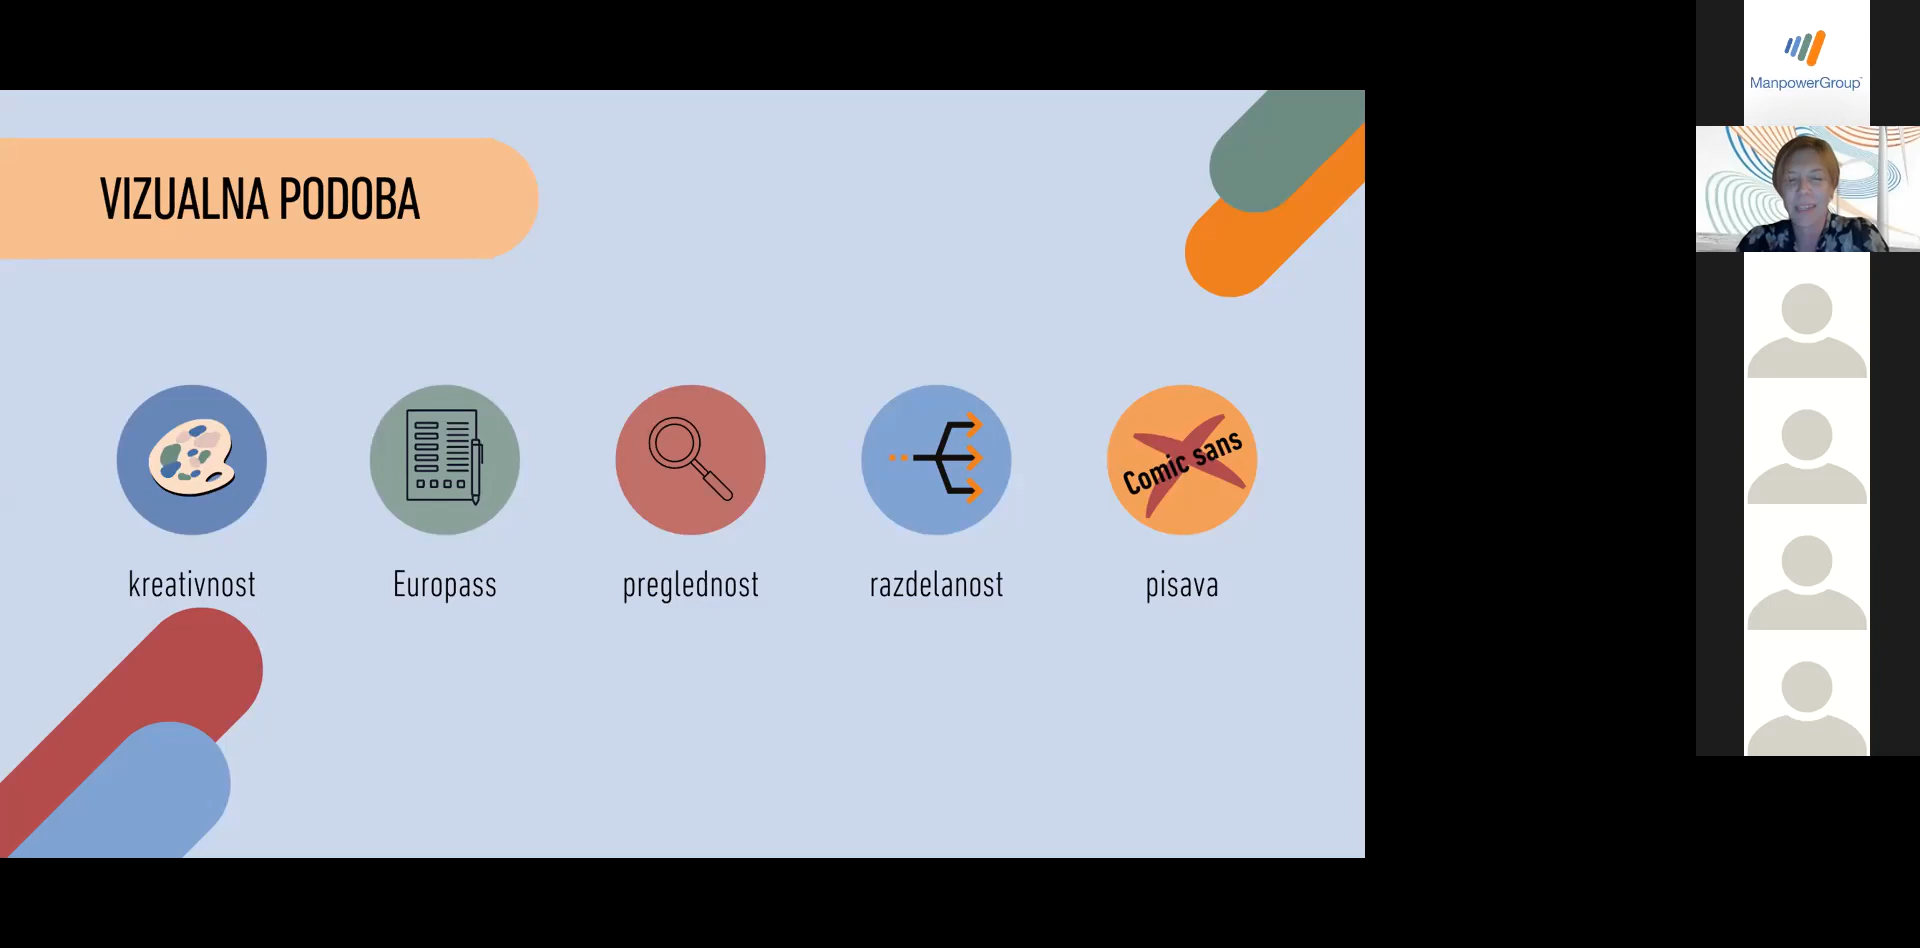 VIZUALNA PODOBA
Comic sans
kreativnost
Europass
preglednost
razdelanost
pisava
ManpowerGroup